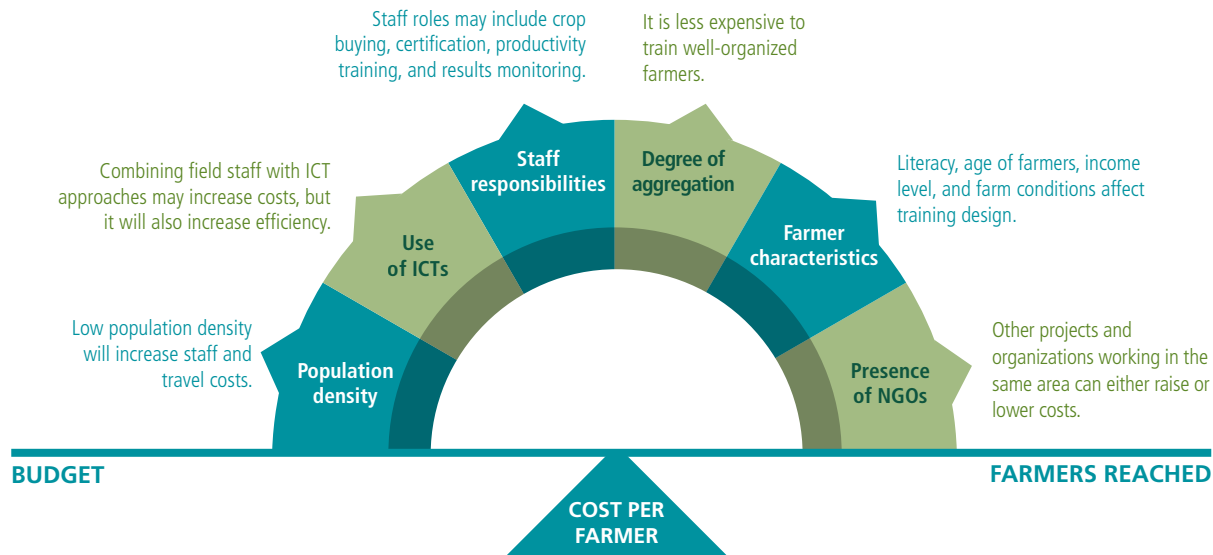 Staff roles may include crop
buying, certification, productivity
training, and results monitoring.
It is less expensive to
train well-organized
farmers.
Combining field staff with ICT
approaches may increase costs, but
it will also increase efficiency.
Literacy, age of farmers, income
level, and farm conditions affect
training design.
Low population density
will increase staff and
travel costs.
Other projects and
organizations working in the
same area can either raise or
lower costs.
Population
density
Use
of ICTs
Staff
responsibilities
Degree of
aggregation
Farmer
characteristics
Presence
of NGOs
BUDGET
FARMERS REACHED
COST PER
FARMER